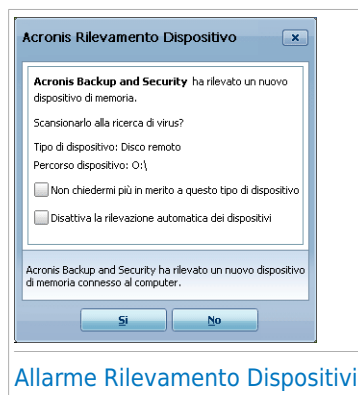 Acronis Rilevamento Dispositivo
Acronis Backup and Security ha rilevato un nuovo
dispositivo di memoria.
Scansionarlo alla ricerca di virus?
Tipo di dispositivo: Disco remoto
Percorso dispositivo: O:\
Non chiedermi più in merito a questo tipo di dispositivo
Disattiva la rilevazione automatica dei dispositivi
Acronis Backup and Security ha rilevato un nuovo dispositivo
di memoria connesso al computer.
Si No
Allarme Rilevamento Dispositivi